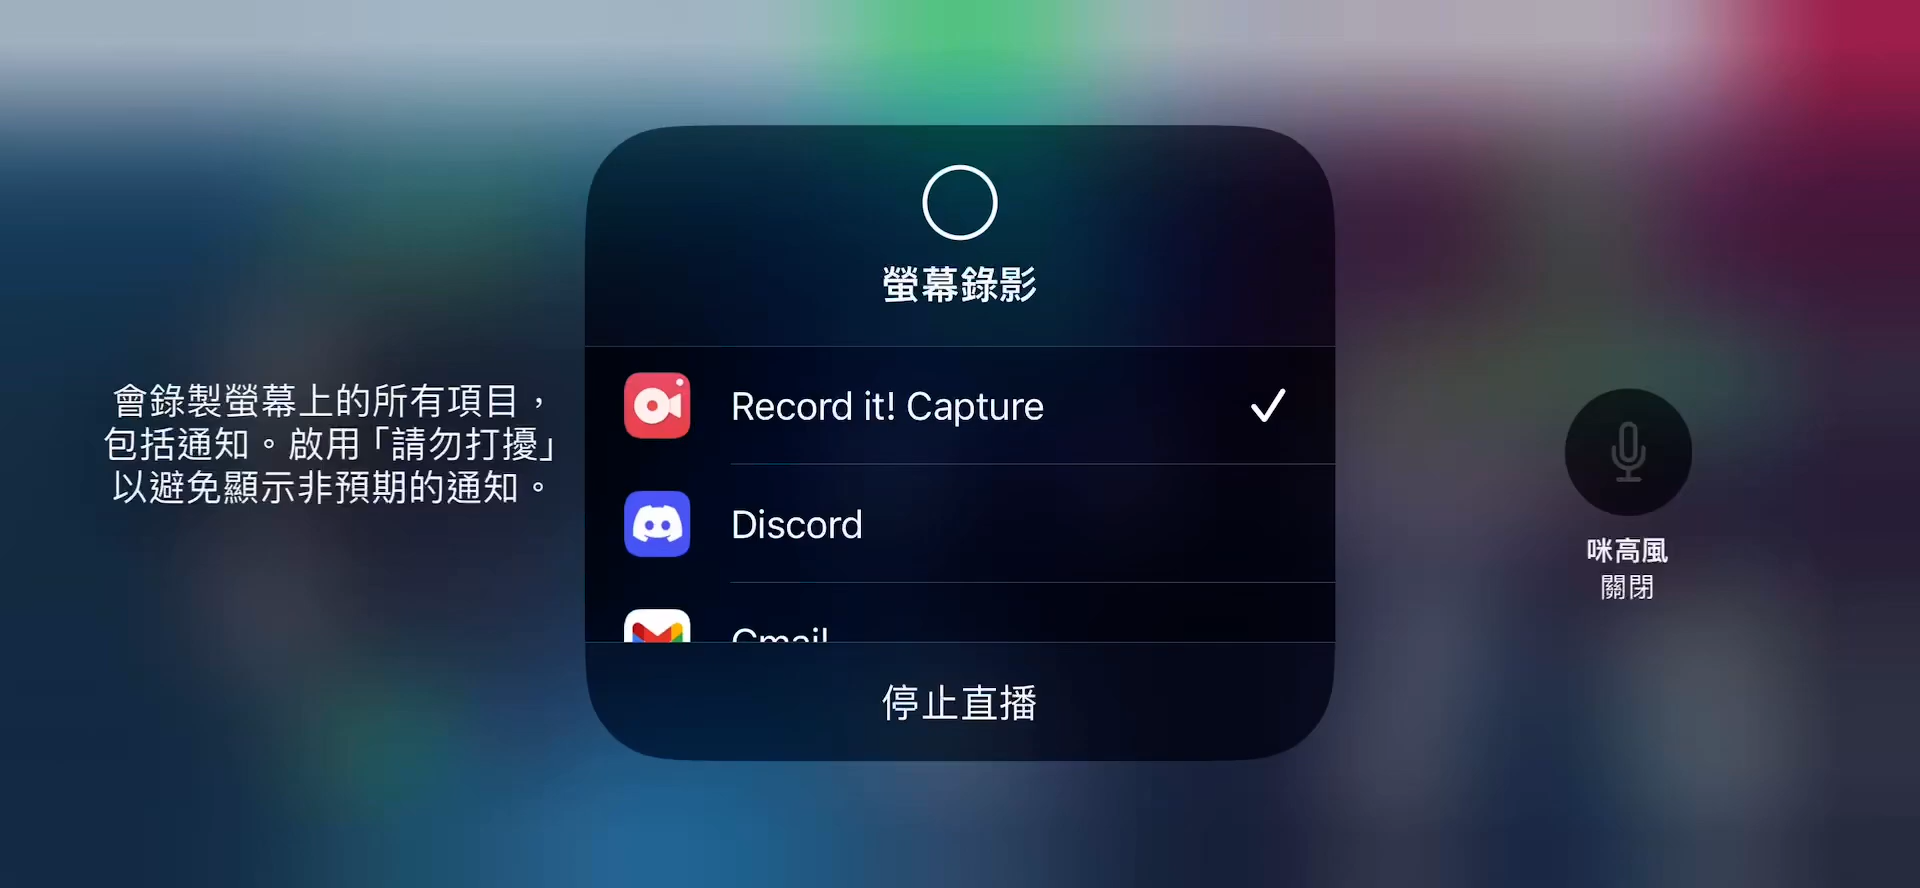 螢幕錄影
會錄製螢幕上的所有項目，
包括通知。啟用「請勿打擾」
以避免顯示非預期的通知。
Record it! Capture
Discord
Gmail
停止直播
咪高風
關閉